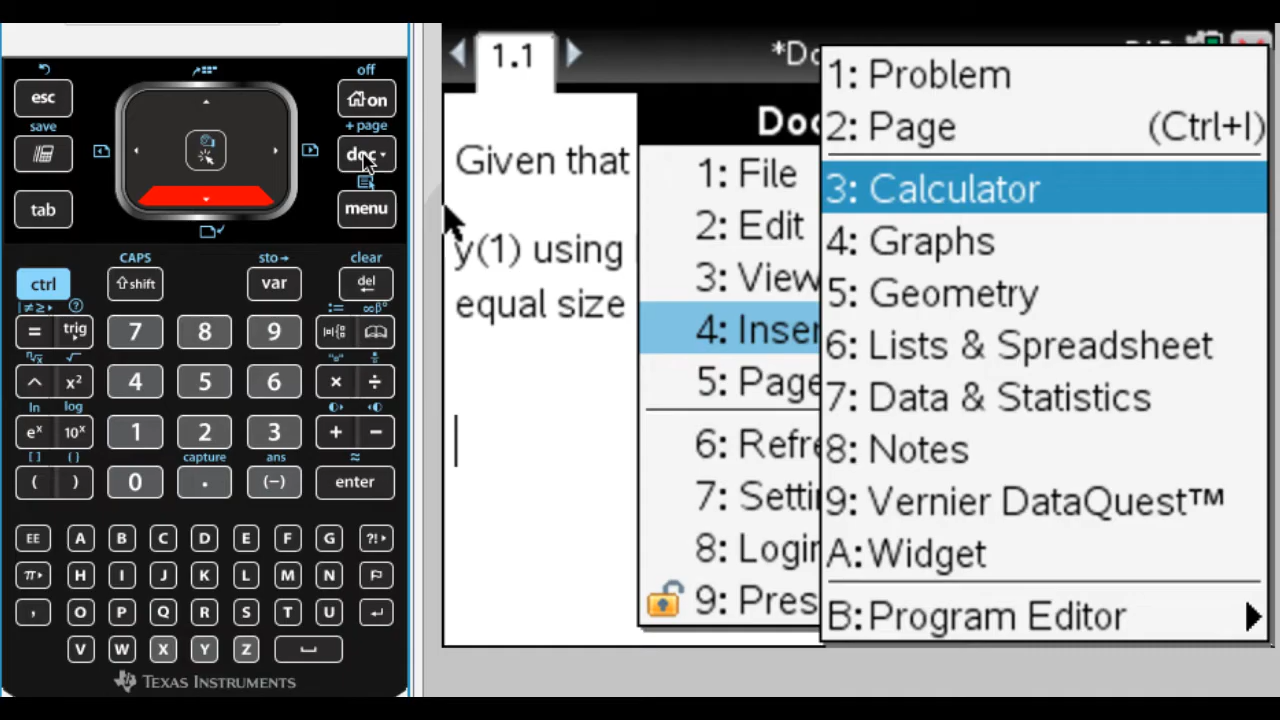 off
esc
on
save
+ page
doc
tab
menu
CAPS
sto→
clear
ctrl
⇧shift
var
del
|≠≥▸
:=
∞β°
=
trig
7
8
9
|□|{8
ⁿ√x
√
^
x²
4
5
6
×
÷
ln
log
eˣ
10ˣ
1
2
3
+
−
[ ]
{ }
capture
ans
≈
(
)
0
.
(−)
enter
EE
A
B
C
D
E
F
G
?!▸
π▸
H
I
J
K
L
M
N
,
O
P
Q
R
S
T
U
V
W
X
Y
Z
TEXAS INSTRUMENTS
1.1
*Do
Given that
y(1) using
equal size
Doc
1: File
2: Edit
3: View
4: Inser
5: Page
6: Refre
7: Setti
8: Login
9: Pres
1: Problem
2: Page (Ctrl+I)
3: Calculator
4: Graphs
5: Geometry
6: Lists & Spreadsheet
7: Data & Statistics
8: Notes
9: Vernier DataQuest™
A:Widget
B:Program Editor